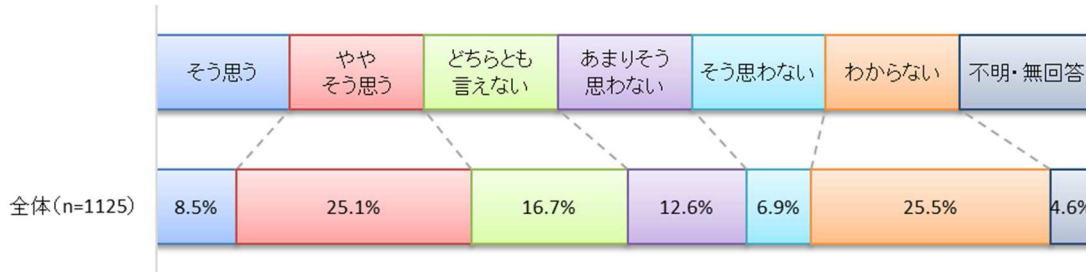 そう思う
やや
そう思う
どちらとも
言えない
あまりそう
思わない
そう思わない
わからない
不明・無回答
全体(n=1125)
8.5%
25.1%
16.7%
12.6%
6.9%
25.5%
4.6%